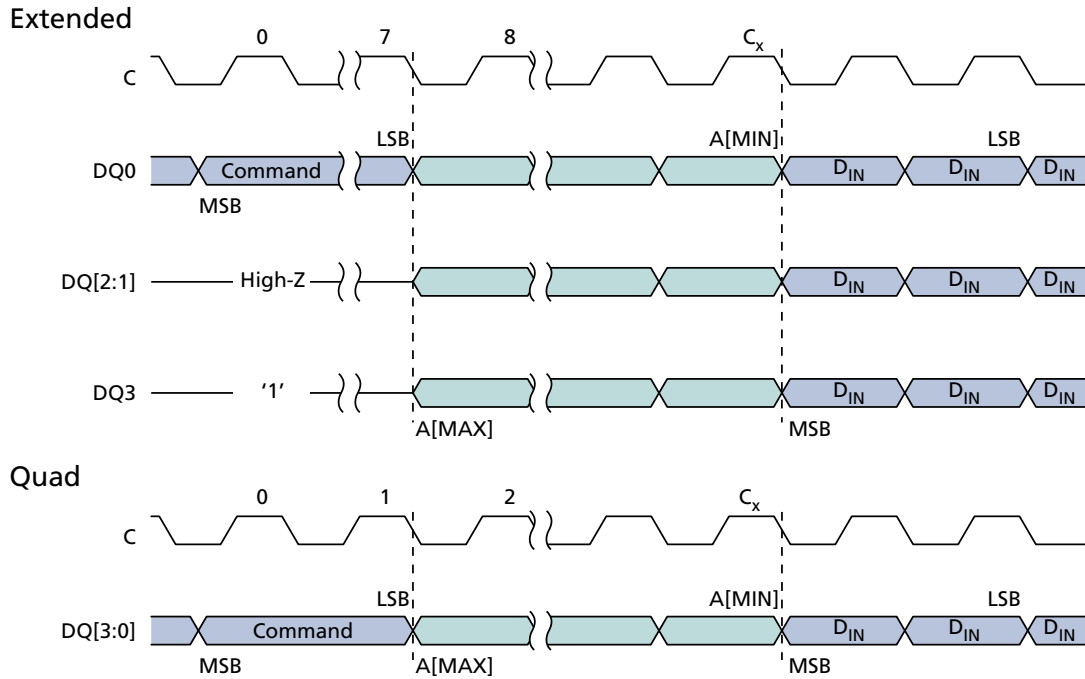 Extended
0 7 8 Cx
C
LSB A[MIN] LSB
DQ0 Command DIN DIN DIN
MSB
DQ[2:1] High-Z DIN DIN DIN
DQ3 ‘1’ DIN DIN DIN
A[MAX] MSB
Quad
0 1 2 Cx
C
LSB A[MIN] LSB
DQ[3:0] Command DIN DIN DIN
MSB A[MAX] MSB